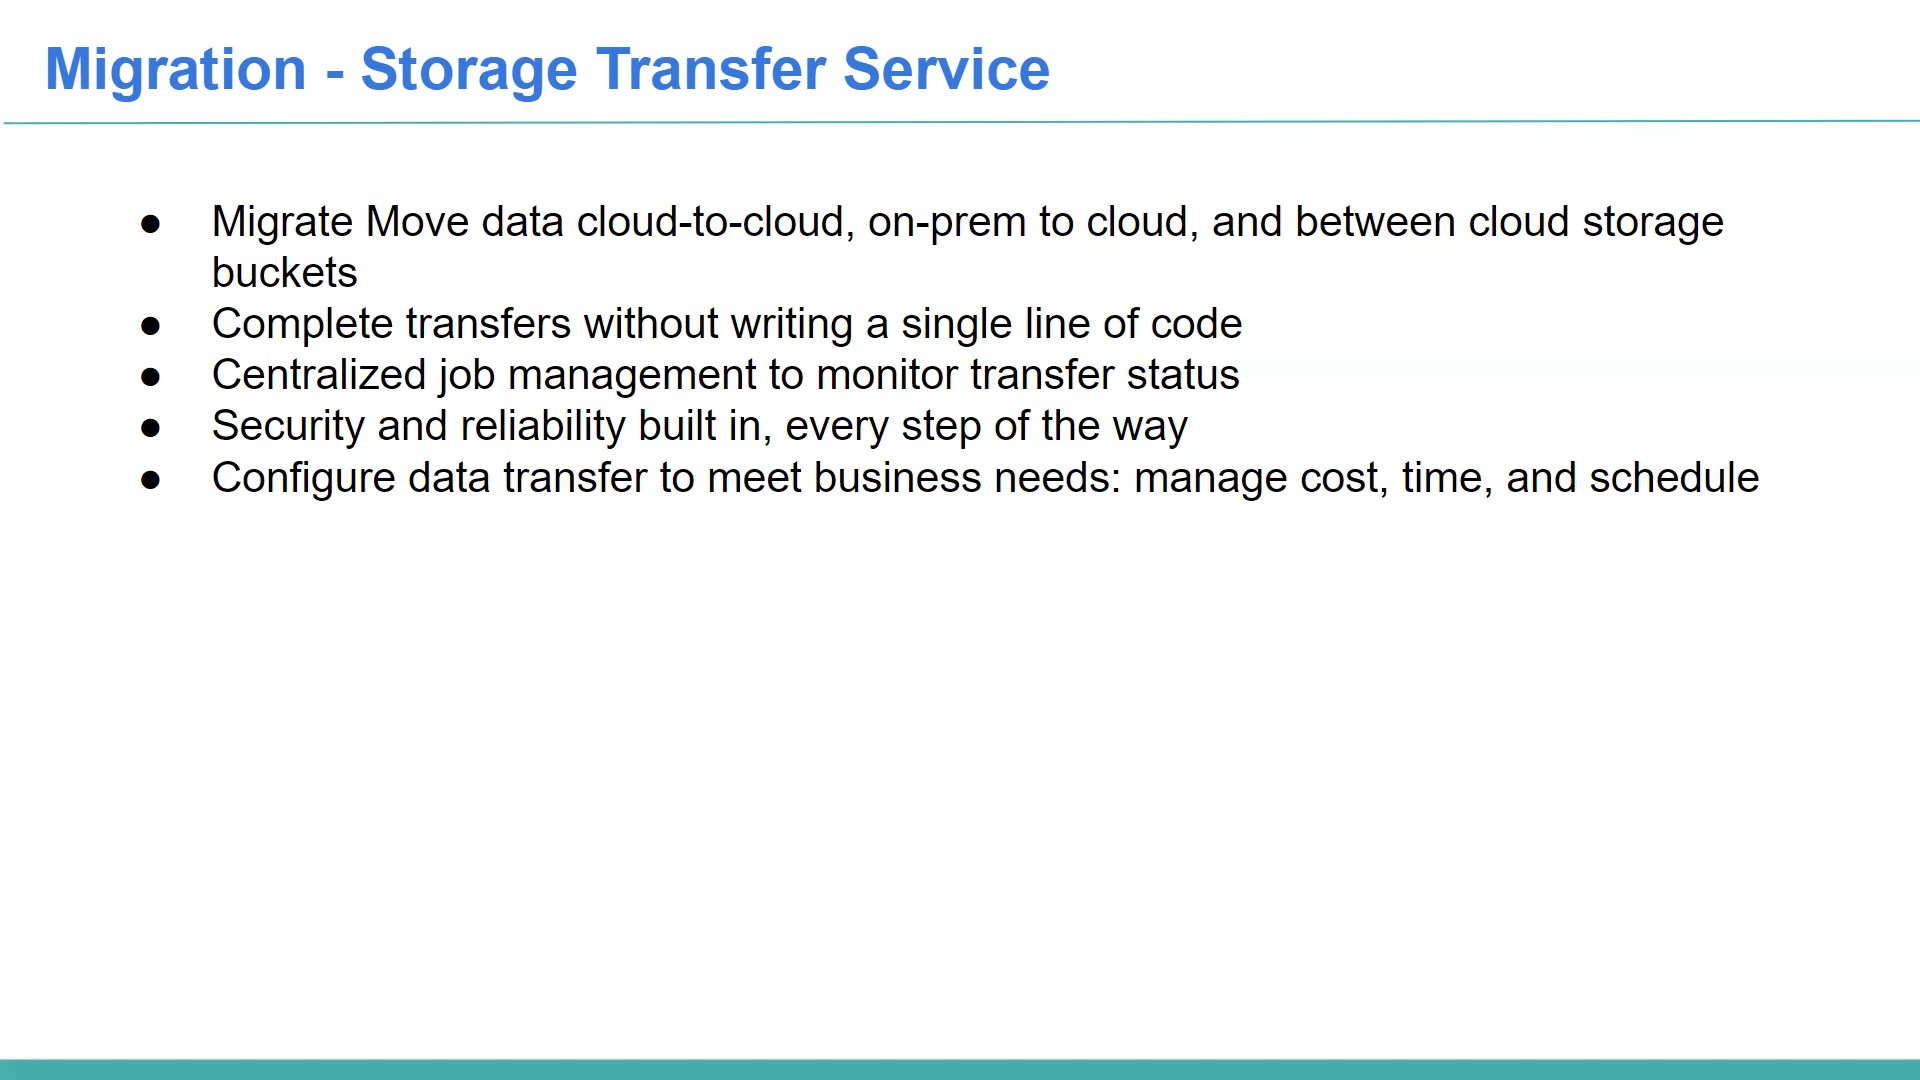 Migration - Storage Transfer Service
● Migrate Move data cloud-to-cloud, on-prem to cloud, and between cloud storage
buckets
● Complete transfers without writing a single line of code
● Centralized job management to monitor transfer status
● Security and reliability built in, every step of the way
● Configure data transfer to meet business needs: manage cost, time, and schedule